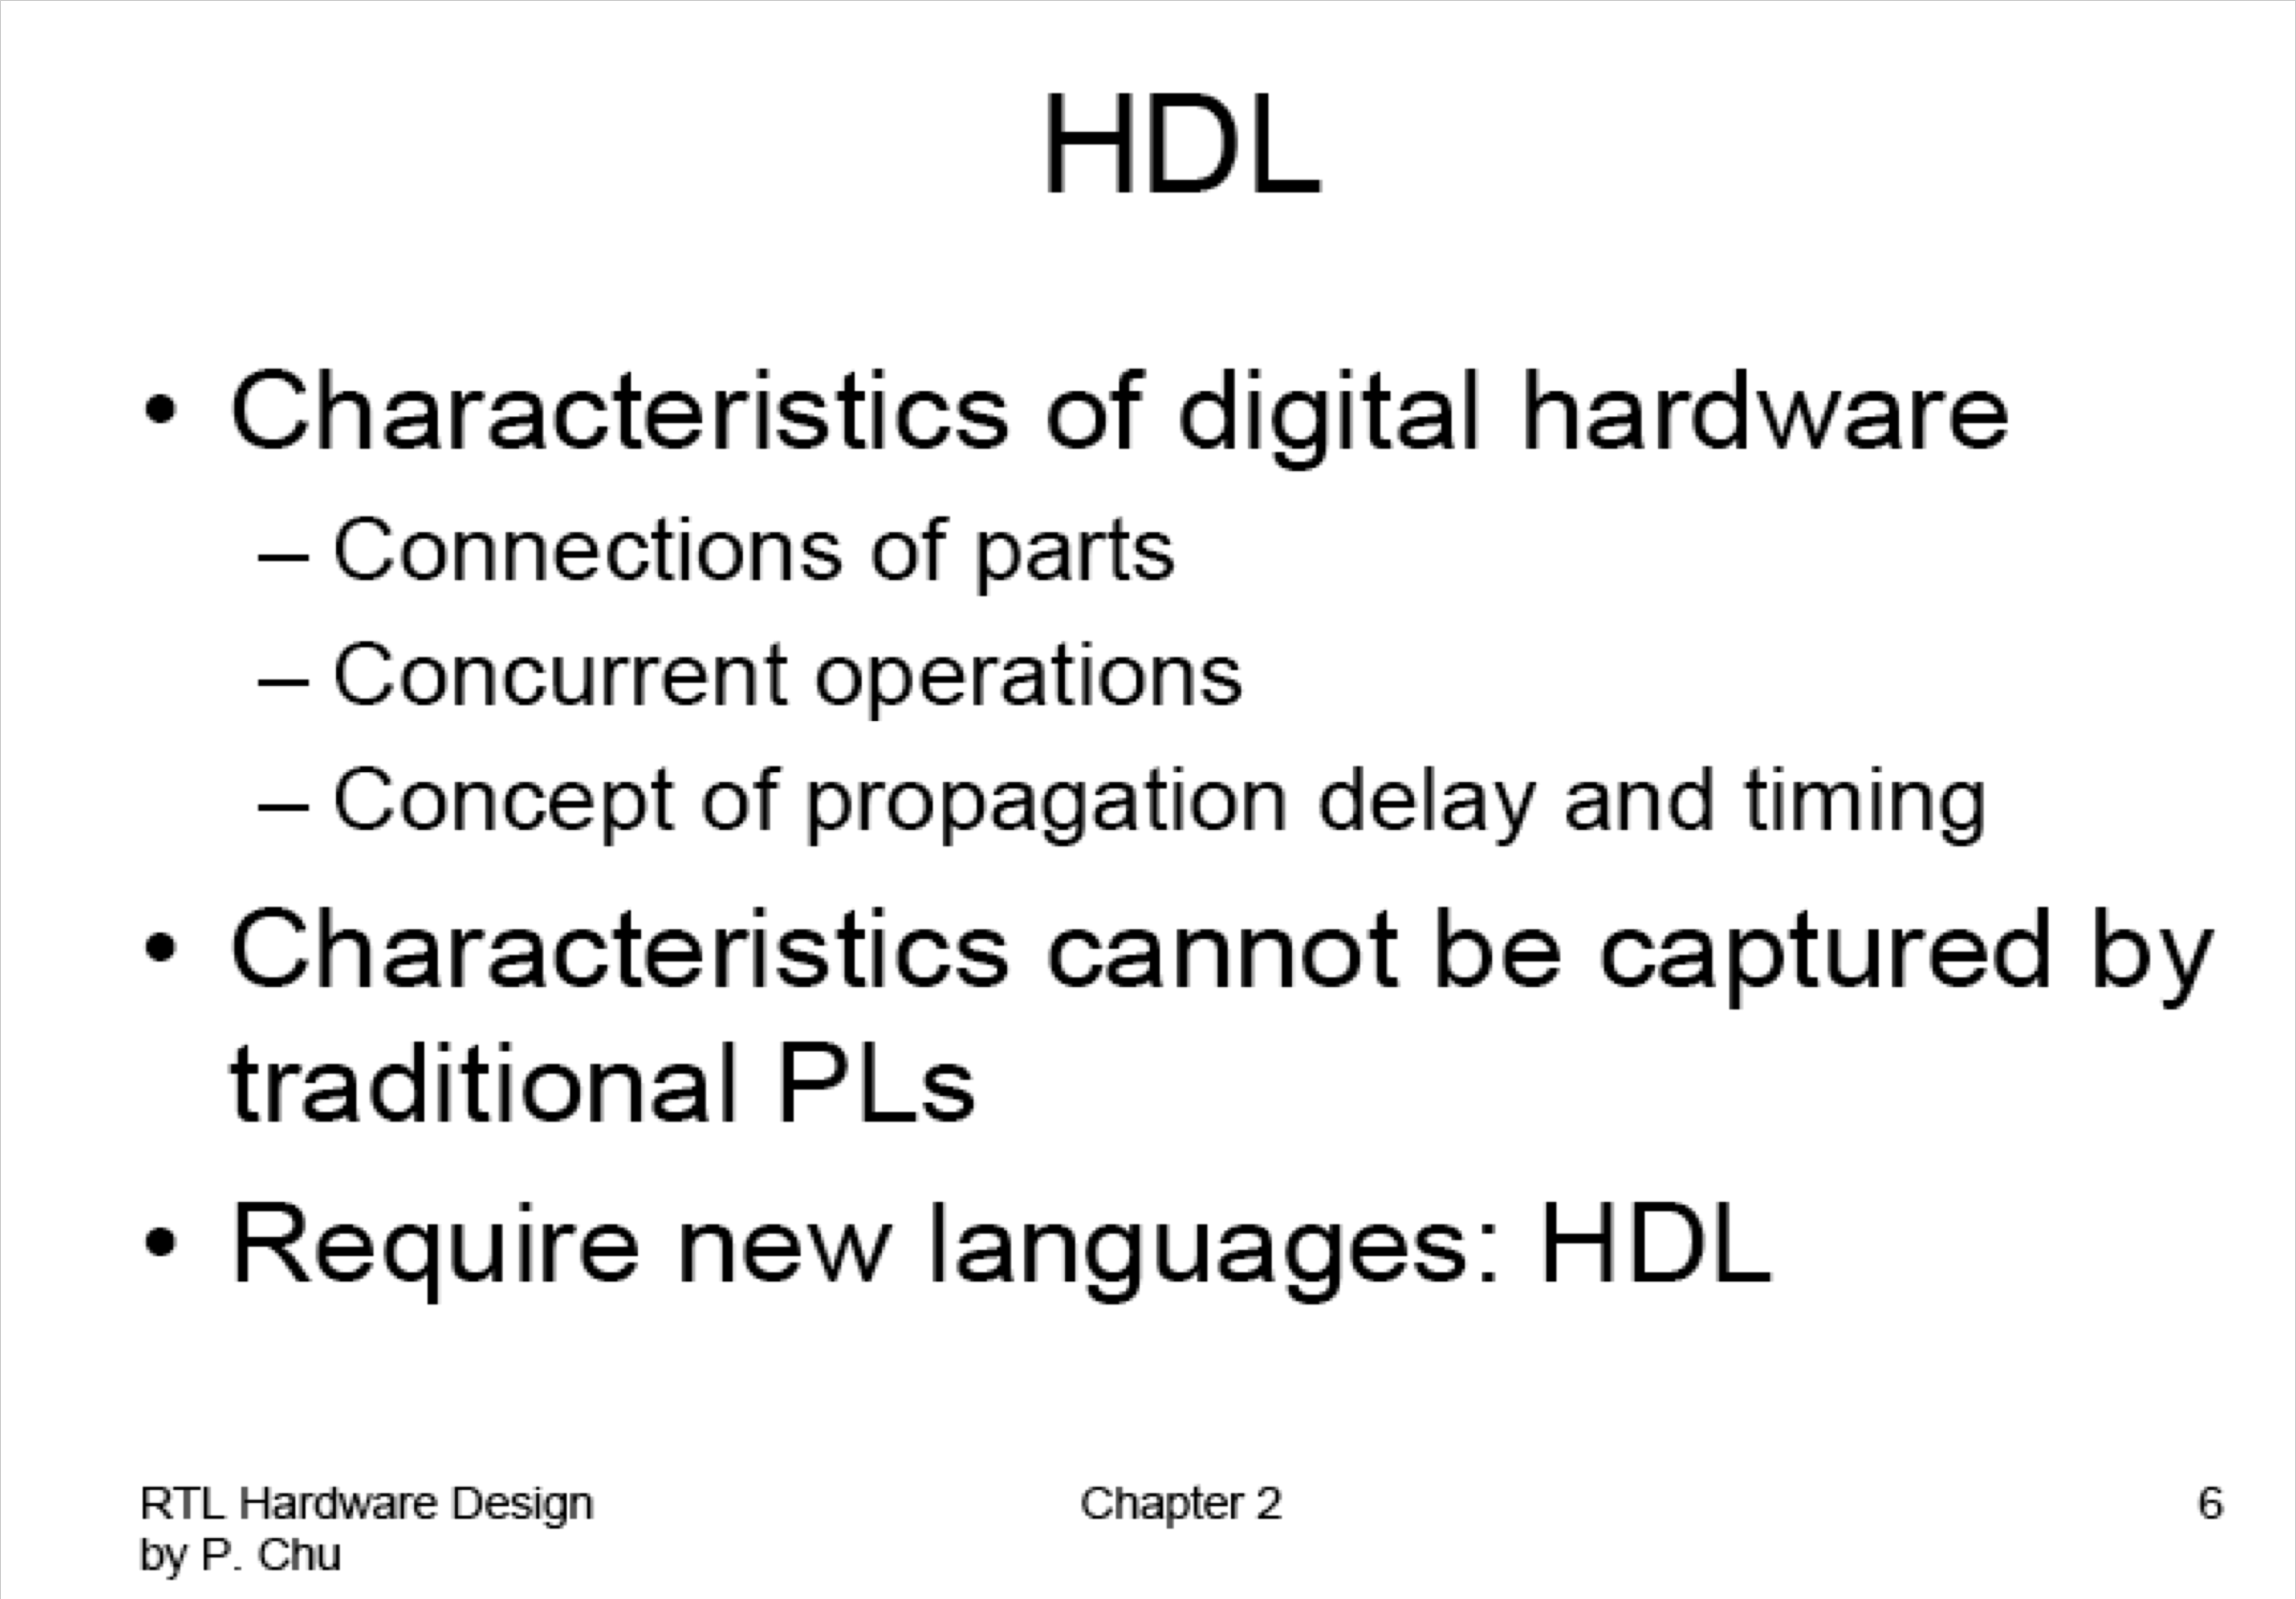 HDL
• Characteristics of digital hardware
– Connections of parts
– Concurrent operations
– Concept of propagation delay and timing
• Characteristics cannot be captured by
traditional PLs
• Require new languages: HDL
RTL Hardware Design
by P. Chu
Chapter 2
6